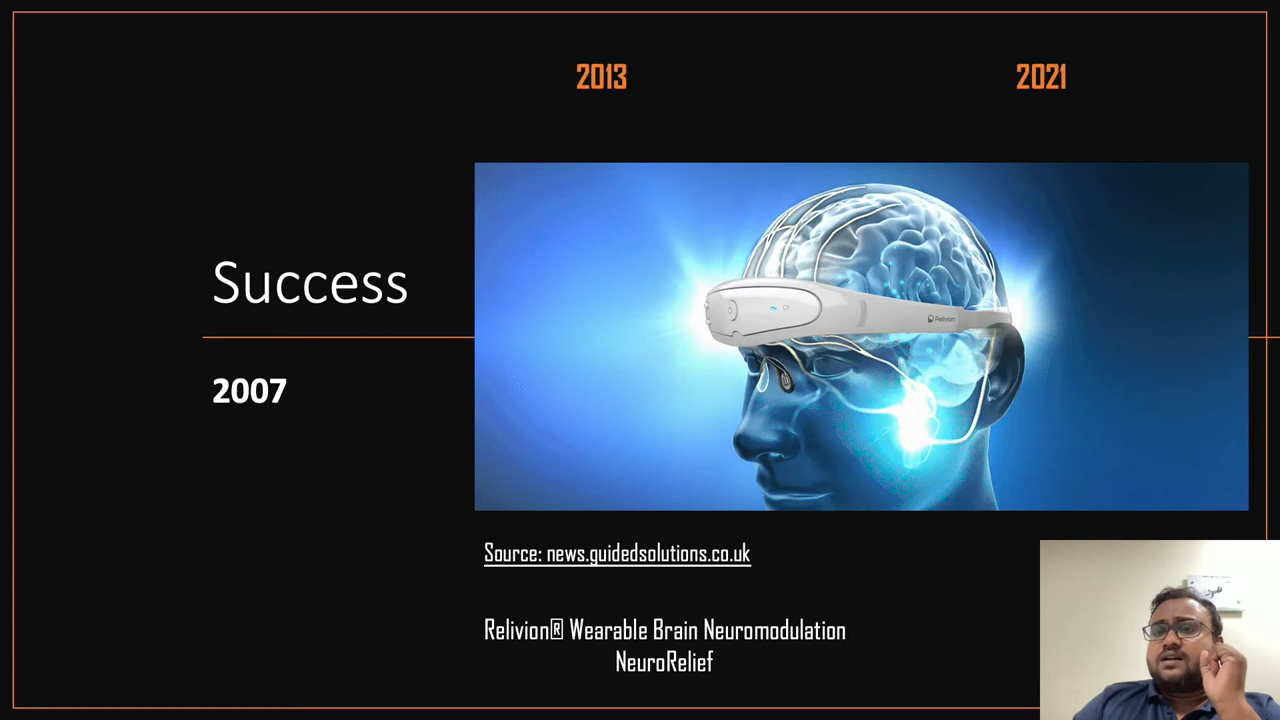 2013
2021
Success
2007
Relivion
Source: news.guidedsolutions.co.uk
Relivion® Wearable Brain Neuromodulation
NeuroRelief